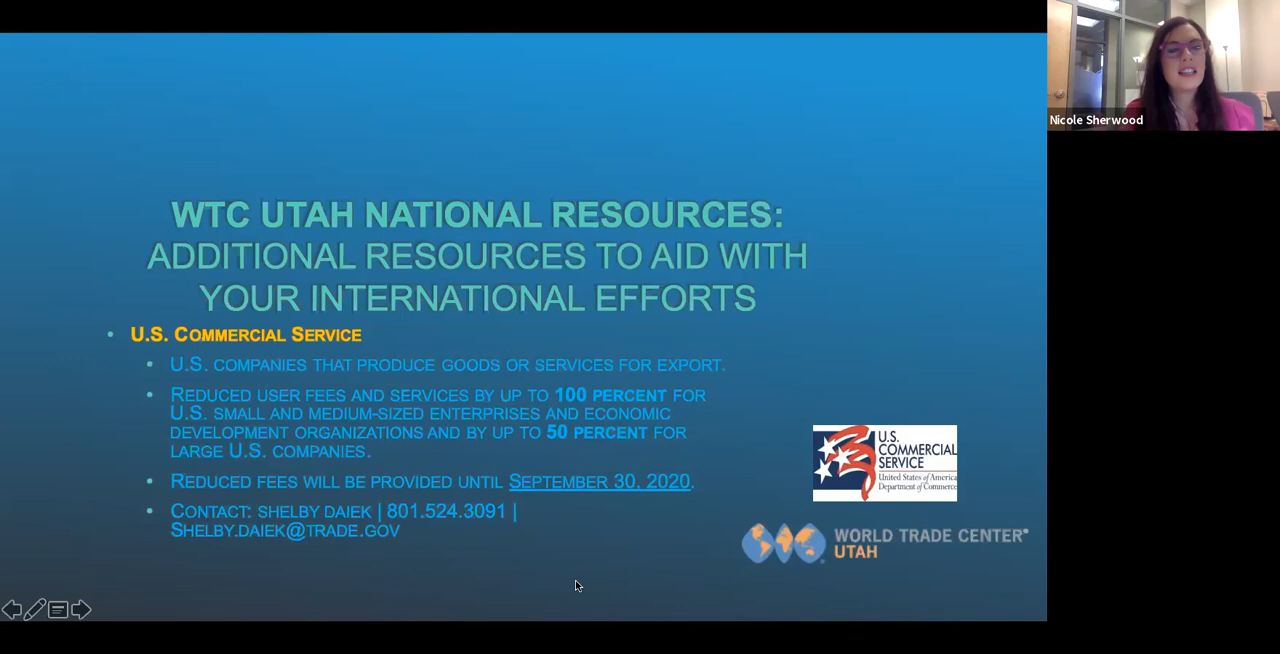 WTC UTAH NATIONAL RESOURCES:
ADDITIONAL RESOURCES TO AID WITH
YOUR INTERNATIONAL EFFORTS
• U.S. COMMERCIAL SERVICE
• U.S. COMPANIES THAT PRODUCE GOODS OR SERVICES FOR EXPORT.
• REDUCED USER FEES AND SERVICES BY UP TO 100 PERCENT FOR
U.S. SMALL AND MEDIUM-SIZED ENTERPRISES AND ECONOMIC
DEVELOPMENT ORGANIZATIONS AND BY UP TO 50 PERCENT FOR
LARGE U.S. COMPANIES.
• REDUCED FEES WILL BE PROVIDED UNTIL SEPTEMBER 30, 2020.
• CONTACT: SHELBY DAIEK | 801.524.3091 |
SHELBY.DAIEK@TRADE.GOV
U.S.
COMMERCIAL
SERVICE
United States of America
Department of Commerce
WORLD TRADE CENTER®
UTAH
Nicole Sherwood